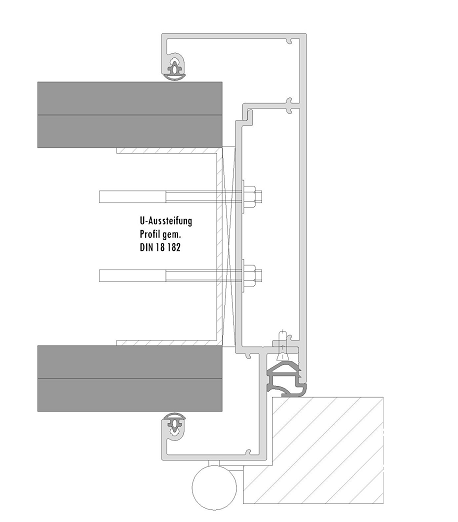 U-Aussteifung
Profil gem.
DIN 18 182